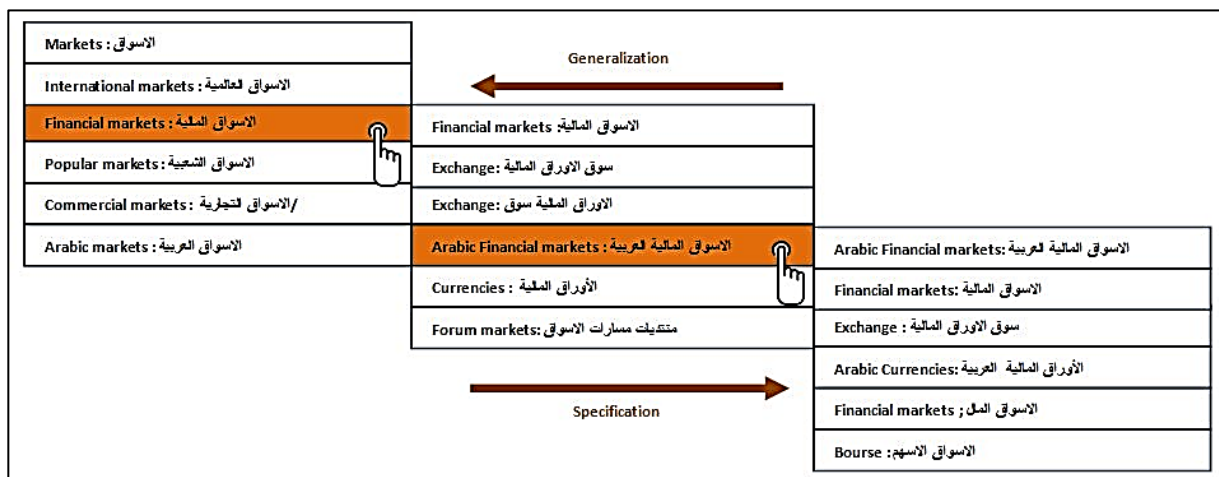 Markets : الاسواق
International markets : الاسواق العالمية
Financial markets : الاسواق المالية
Popular markets : الاسواق الشعبية
Commercial markets : الاسواق التجارية/
Arabic markets : الاسواق العربية
Generalization
Financial markets: الاسواق المالية
Exchange: سوق الاوراق المالية
Exchange: الاوراق المالية سوق
Arabic Financial markets : الاسواق المالية العربية
Currencies : الأوراق المالية
Forum markets: منتديات مسارات الاسواق
Specification
Arabic Financial markets: الاسواق المالية العربية
Financial markets: الاسواق المالية
Exchange : سوق الاوراق المالية
Arabic Currencies: الأوراق المالية العربية
Financial markets ; الاسواق المال
Bourse : الاسواق الاسهم